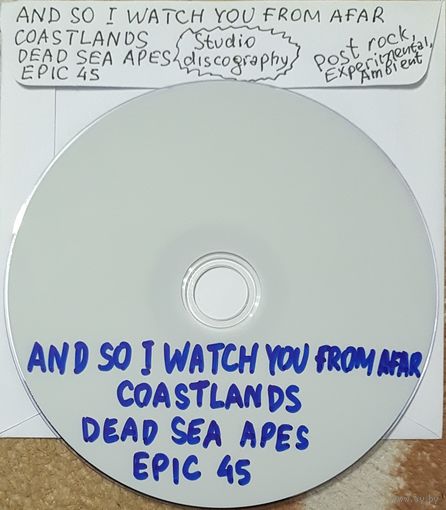 AND SO I WATCH YOU FROM AFAR
COASTLANDS
DEAD SEA APES
EPIC 45
Studio
discography
Post rock,
Experimental,
Ambient
AND SO I WATCH YOU FROM AFAR
COASTLANDS
DEAD SEA APES
EPIC 45